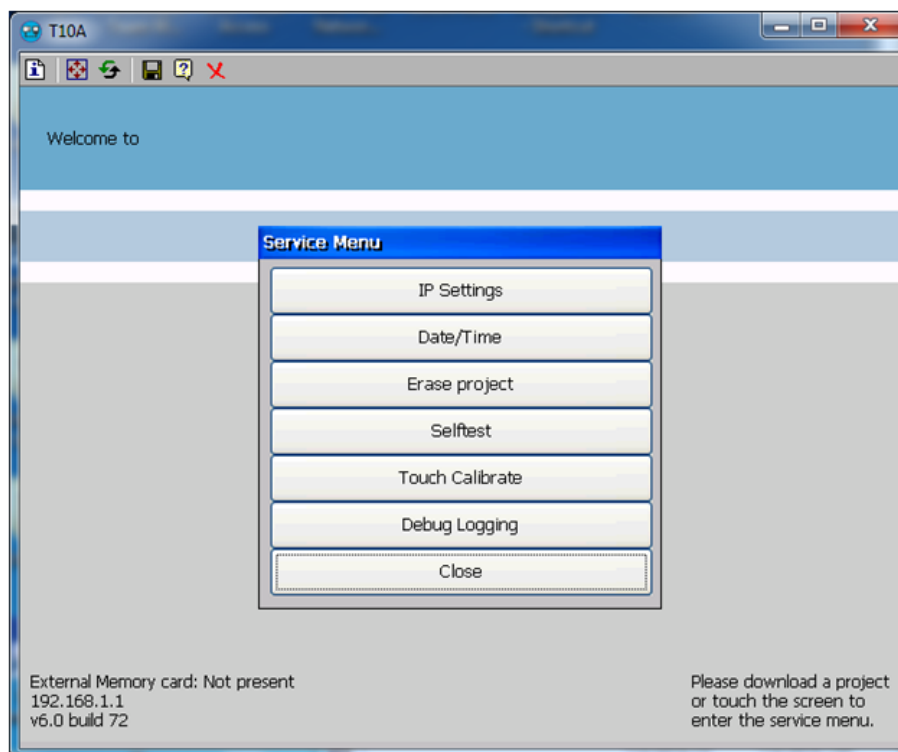 T10A
Welcome to
Service Menu
IP Settings
Date/Time
Erase project
Selftest
Touch Calibrate
Debug Logging
Close
External Memory card: Not present
192.168.1.1
v6.0 build 72
Please download a project
or touch the screen to
enter the service menu.